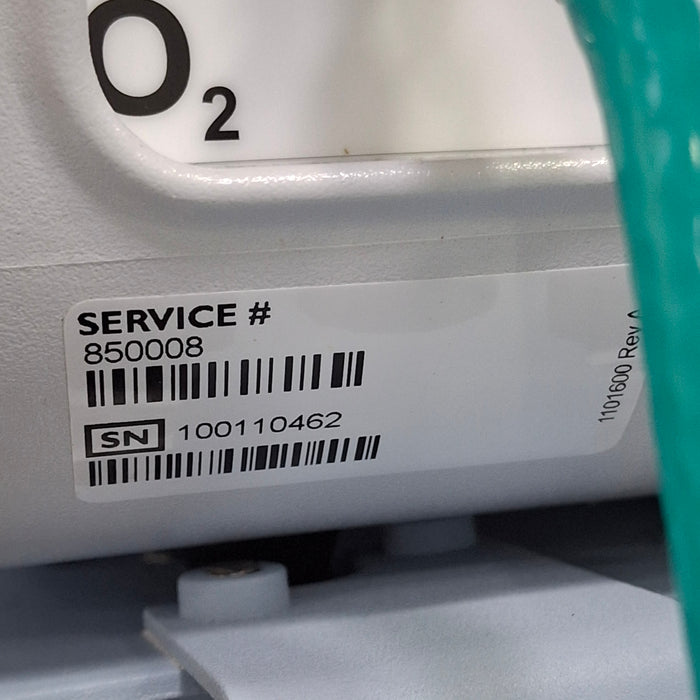 O2
SERVICE #
850008
SN 100110462
1101600 Rev A